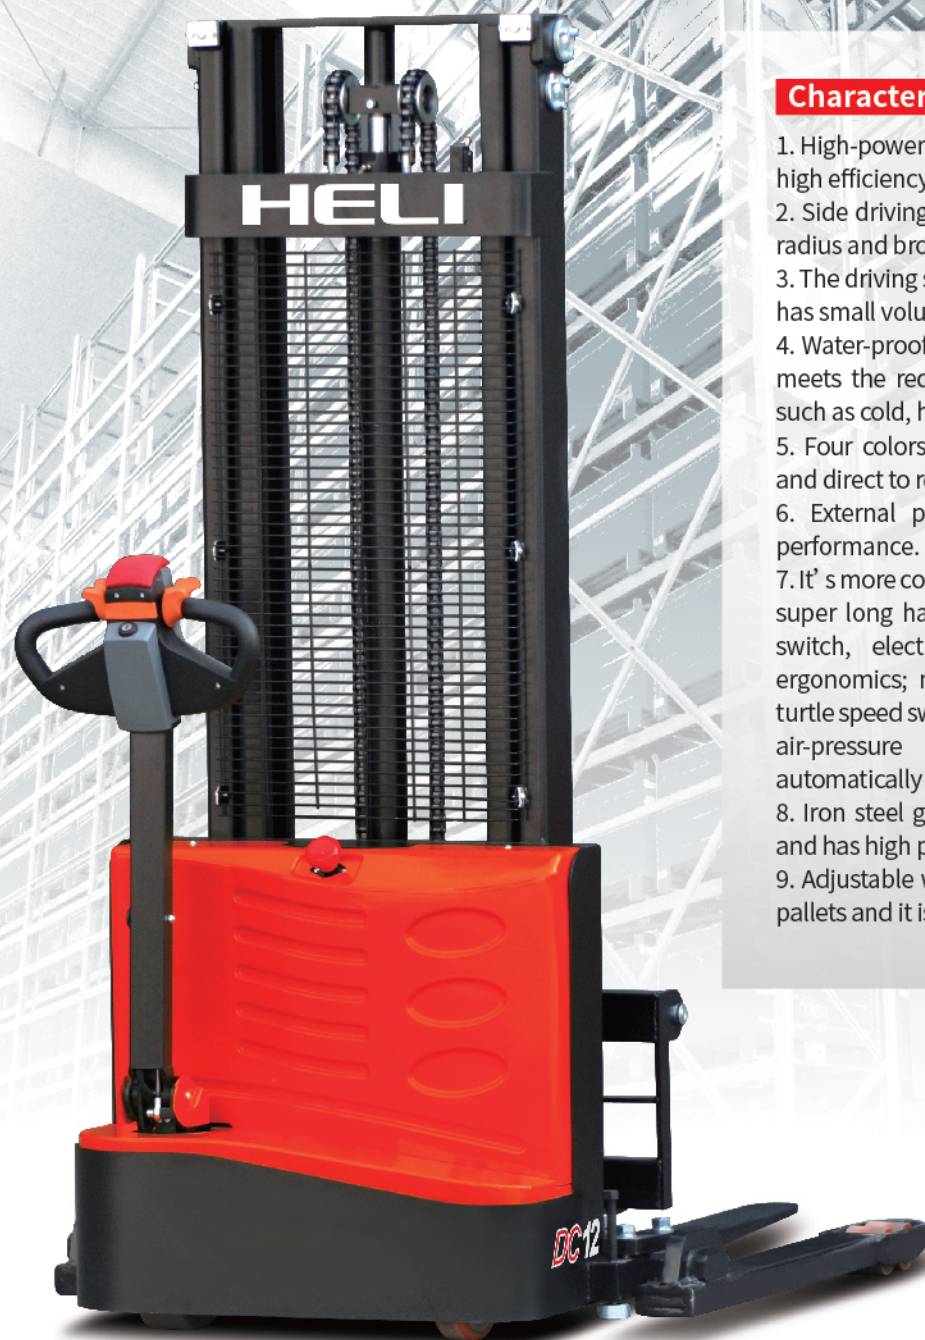 HELI
DC12
Character
1. High-power
high efficiency
2. Side driving
radius and bro
3. The driving s
has small volu
4. Water-proof
meets the req
such as cold, h
5. Four colors
and direct to r
6. External p
performance.
7. It’s more co
super long ha
switch, elect
ergonomics; r
turtle speed sw
air-pressure
automatically
8. Iron steel g
and has high p
9. Adjustable w
pallets and it is